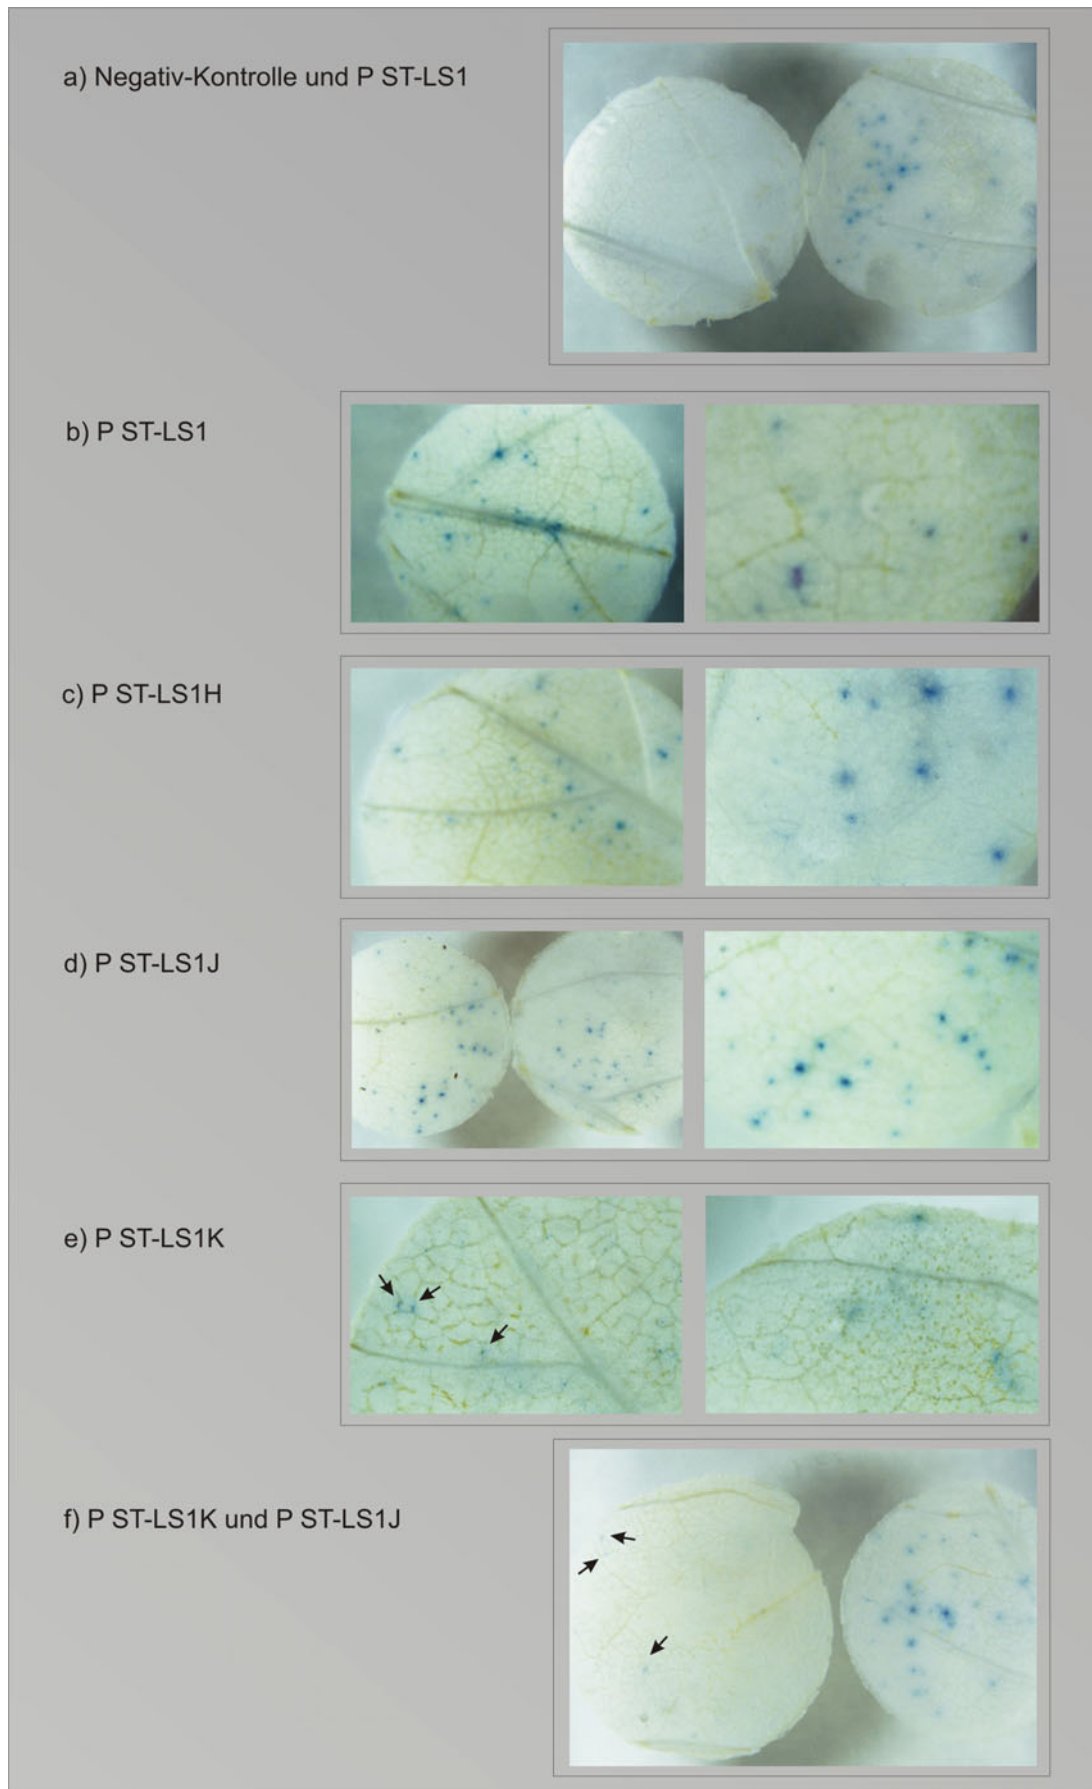 a) Negativ-Kontrolle und P ST-LS1
b) P ST-LS1
c) P ST-LS1H
d) P ST-LS1J
e) P ST-LS1K
f) P ST-LS1K und P ST-LS1J